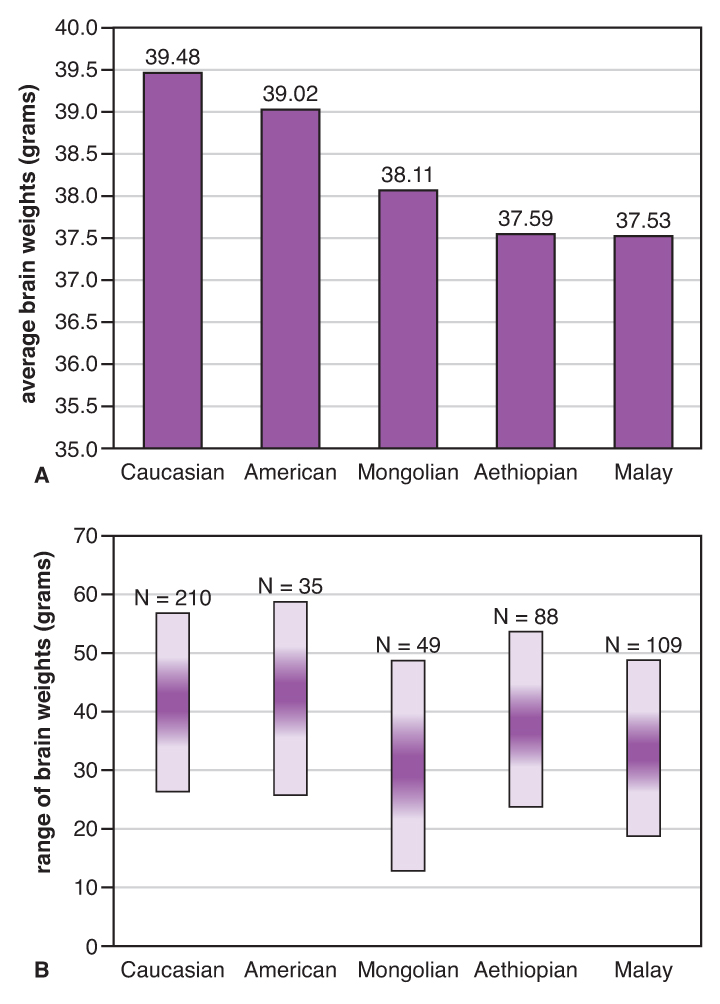 40.0
39.5
39.0
38.5
38.0
37.5
37.0
36.5
36.0
35.5
35.0
average brain weights (grams)
39.48
39.02
38.11
37.59
37.53
A
Caucasian American Mongolian Aethiopian Malay
70
60
50
40
30
20
10
0
range of brain weights (grams)
N = 210
N = 35
N = 49
N = 88
N = 109
B
Caucasian American Mongolian Aethiopian Malay